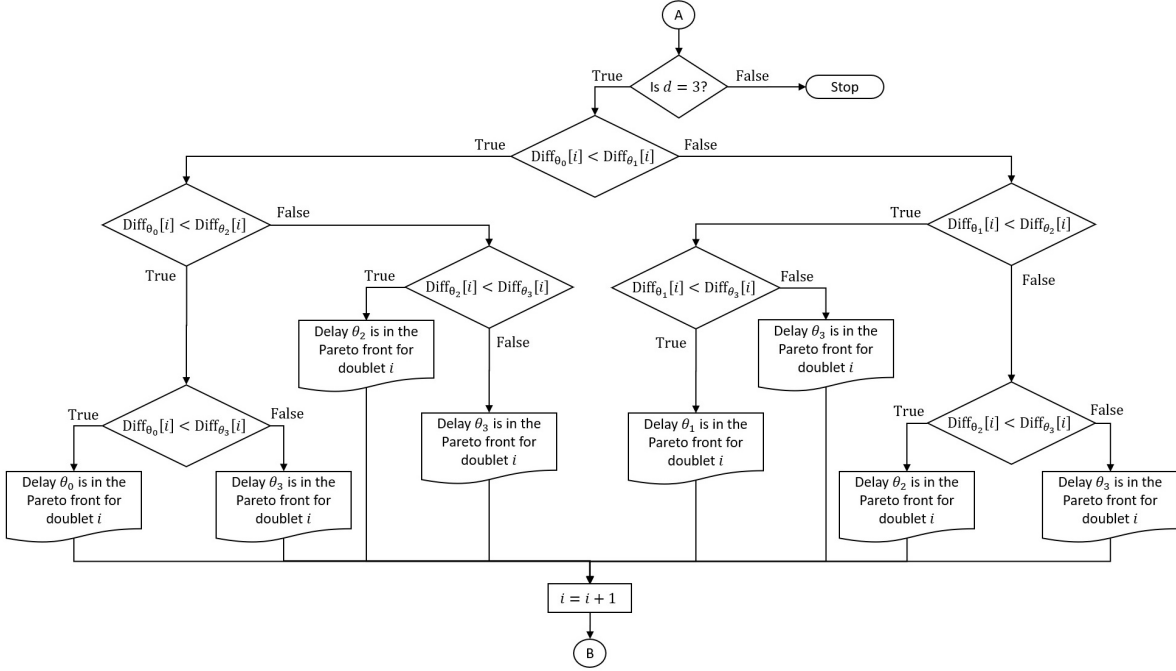 A
Is d = 3?
True
False
Stop
Diff_θ₀[i] < Diff_θ₁[i]
True
False
Diff_θ₀[i] < Diff_θ₂[i]
False
True
Diff_θ₁[i] < Diff_θ₂[i]
True
False
Diff_θ₂[i] < Diff_θ₃[i]
True
False
Diff_θ₁[i] < Diff_θ₃[i]
False
True
Delay θ₂ is in the
Pareto front for
doublet i
Delay θ₃ is in the
Pareto front for
doublet i
Diff_θ₀[i] < Diff_θ₃[i]
True
False
Delay θ₃ is in the
Pareto front for
doublet i
Delay θ₁ is in the
Pareto front for
doublet i
Diff_θ₂[i] < Diff_θ₃[i]
True
False
Delay θ₀ is in the
Pareto front for
doublet i
Delay θ₃ is in the
Pareto front for
doublet i
Delay θ₂ is in the
Pareto front for
doublet i
Delay θ₃ is in the
Pareto front for
doublet i
i = i + 1
B